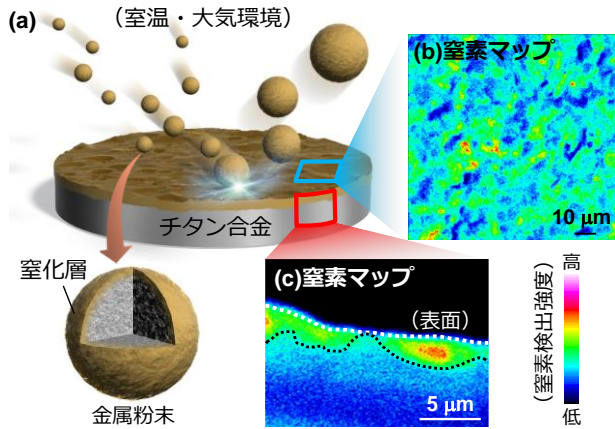 (a)
（室温・大気環境）
チタン合金
窒化層
金属粉末
(b)窒素マップ
10 μm
(c)窒素マップ
（表面）
5 μm
高
（窒素検出強度）
低